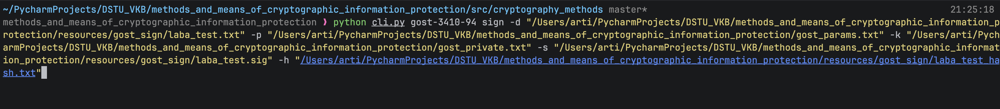 ~/PycharmProjects/DSTU_VKB/methods_and_means_of_cryptographic_information_protection/src/cryptography_methods master* 21:25:18
methods_and_means_of_cryptographic_information_protection ❱ python cli.py gost-3410-94 sign -d "/Users/arti/PycharmProjects/DSTU_VKB/methods_and_means_of_cryptographic_information_p
rotection/resources/gost_sign/laba_test.txt" -p "/Users/arti/PycharmProjects/DSTU_VKB/methods_and_means_of_cryptographic_information_protection/gost_params.txt" -k "/Users/arti/Pych
armProjects/DSTU_VKB/methods_and_means_of_cryptographic_information_protection/gost_private.txt" -s "/Users/arti/PycharmProjects/DSTU_VKB/methods_and_means_of_cryptographic_informat
ion_protection/resources/gost_sign/laba_test.sig" -h "/Users/arti/PycharmProjects/DSTU_VKB/methods_and_means_of_cryptographic_information_protection/resources/gost_sign/laba_test_ha
sh.txt"